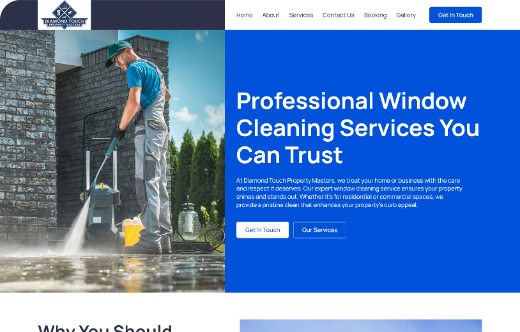 DIAMOND TOUCH
PROPERTY MASTERS
Home About Services Contact Us Booking Gallery Get In Touch
Professional Window
Cleaning Services You
Can Trust
At Diamond Touch Property Masters, we treat your home or business with the care
and respect it deserves. Our expert window cleaning service ensures your property
shines and stands out. Whether it's for residential or commercial spaces, we
provide a pristine clean that enhances your property's curb appeal.
Get In Touch Our Services
Why You Should